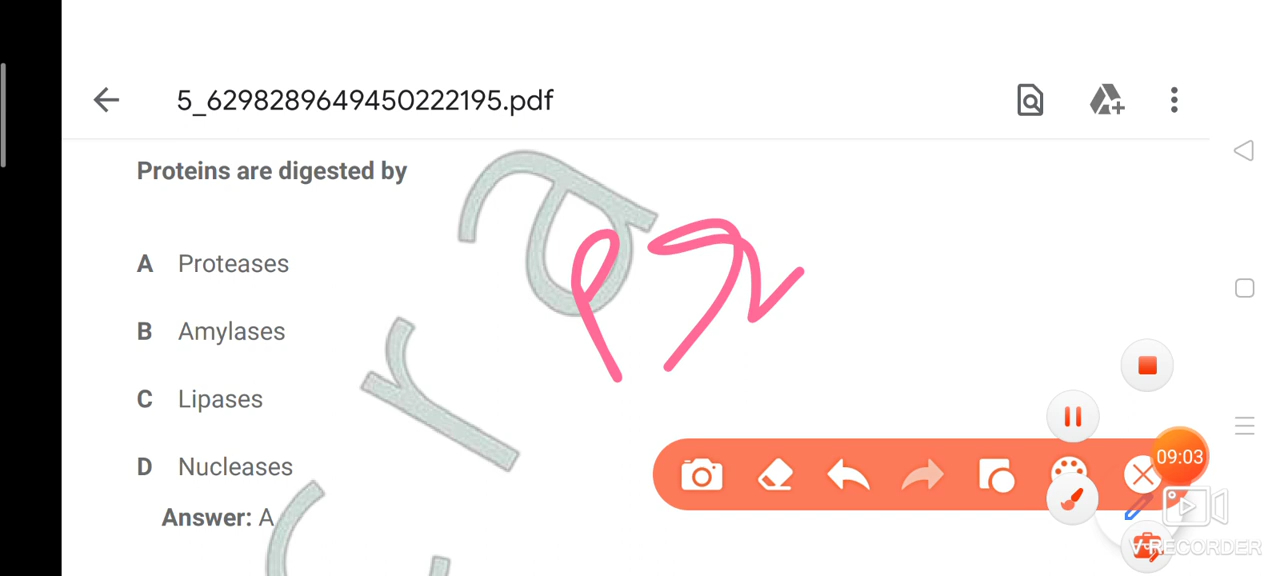 5_6298289649450222195.pdf
Proteins are digested by
A Proteases
B Amylases
C Lipases
D Nucleases
Answer: A
09:03
V-RECORDER